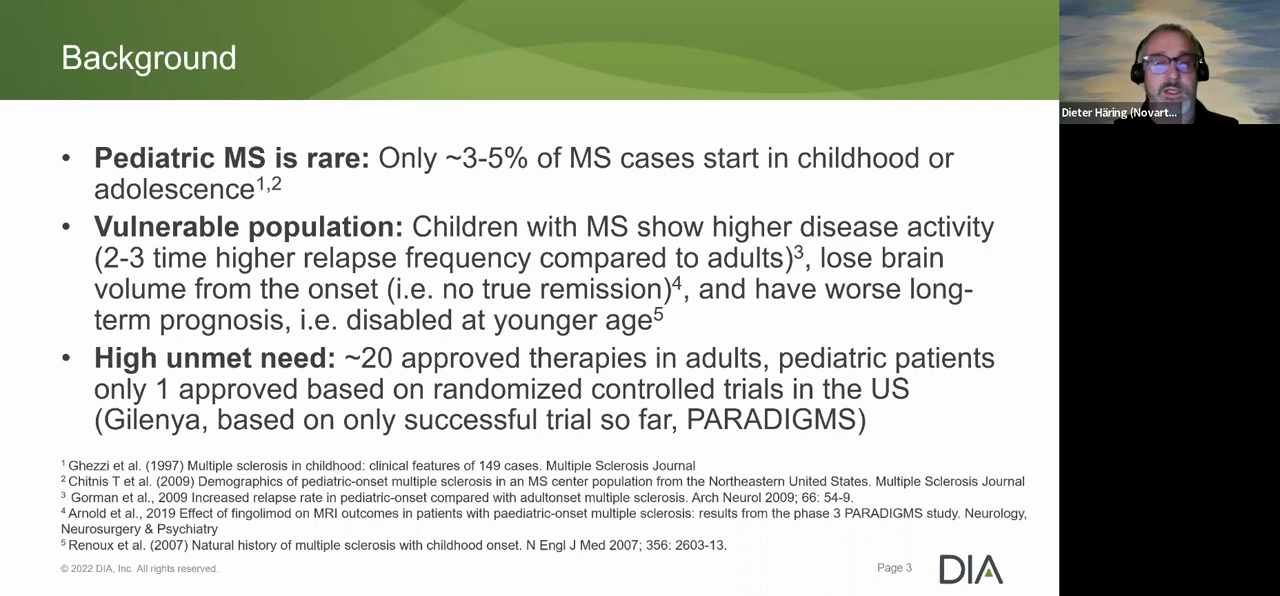 Background
• Pediatric MS is rare: Only ~3-5% of MS cases start in childhood or
adolescence1,2
• Vulnerable population: Children with MS show higher disease activity
(2-3 time higher relapse frequency compared to adults)3, lose brain
volume from the onset (i.e. no true remission)4, and have worse long-
term prognosis, i.e. disabled at younger age5
• High unmet need: ~20 approved therapies in adults, pediatric patients
only 1 approved based on randomized controlled trials in the US
(Gilenya, based on only successful trial so far, PARADIGMS)
1 Ghezzi et al. (1997) Multiple sclerosis in childhood: clinical features of 149 cases. Multiple Sclerosis Journal
2 Chitnis T et al. (2009) Demographics of pediatric-onset multiple sclerosis in an MS center population from the Northeastern United States. Multiple Sclerosis Journal
3 Gorman et al., 2009 Increased relapse rate in pediatric-onset compared with adultonset multiple sclerosis. Arch Neurol 2009; 66: 54-9.
4 Arnold et al., 2019 Effect of fingolimod on MRI outcomes in patients with paediatric-onset multiple sclerosis: results from the phase 3 PARADIGMS study. Neurology,
Neurosurgery & Psychiatry
5 Renoux et al. (2007) Natural history of multiple sclerosis with childhood onset. N Engl J Med 2007; 356: 2603-13.
© 2022 DIA, Inc. All rights reserved.
Page 3
DIA
Dieter Häring (Novart...